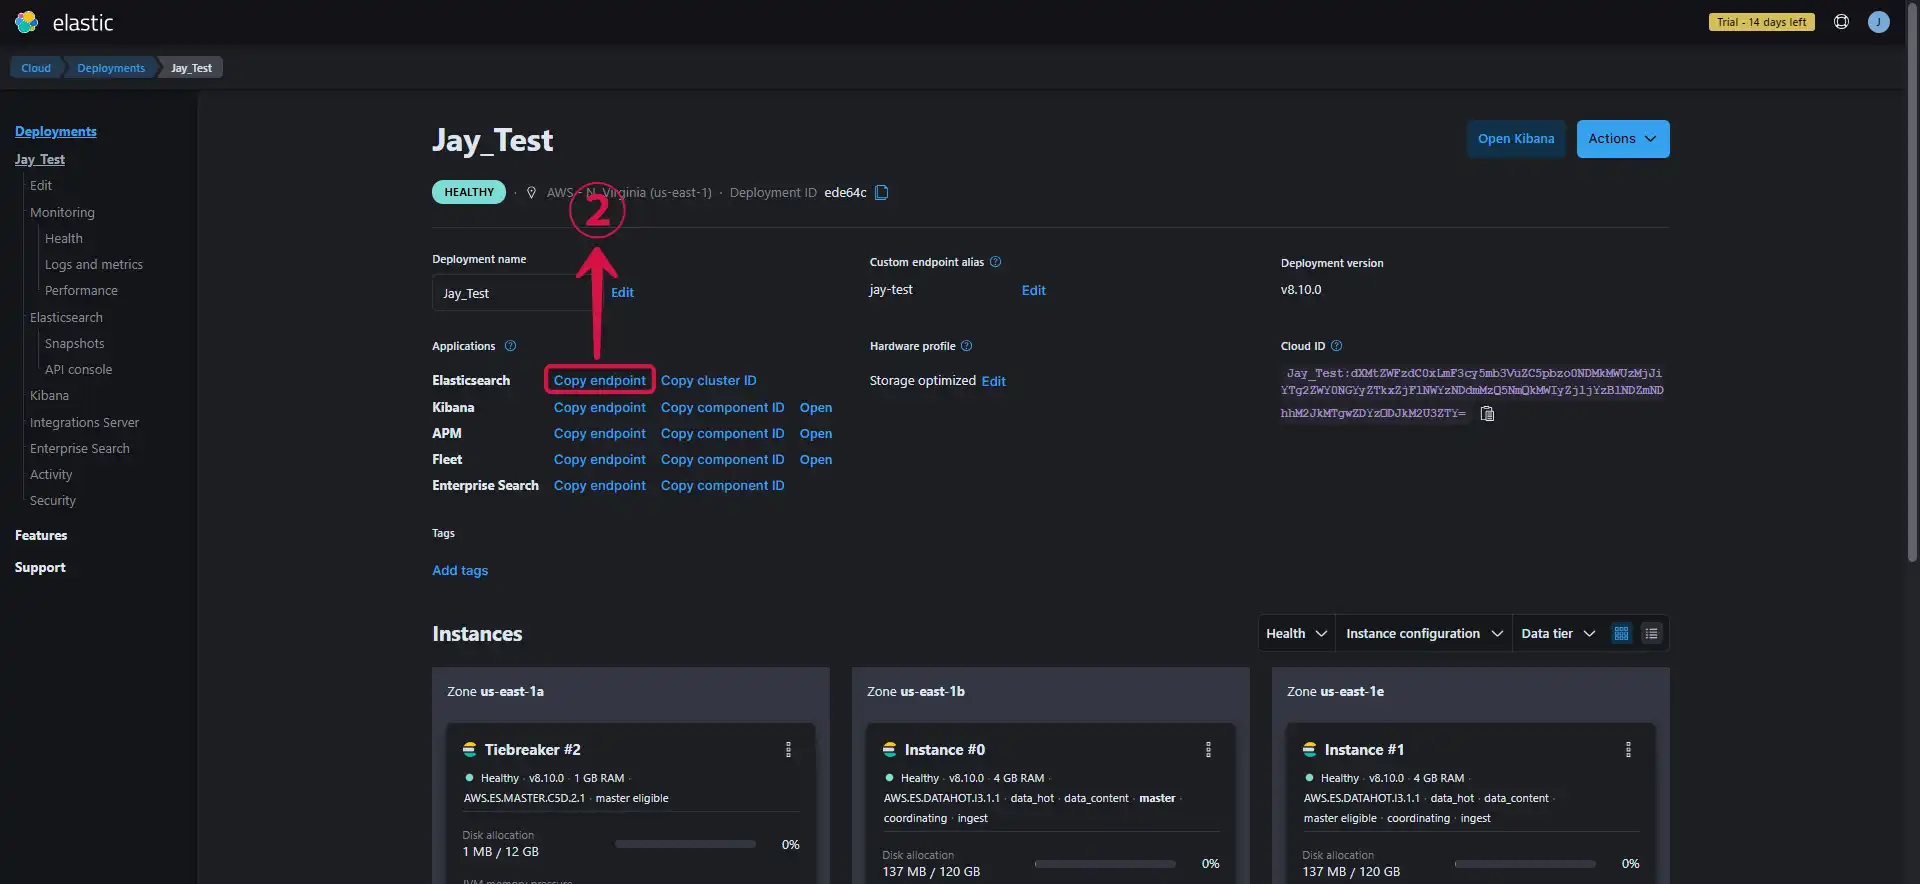 elastic
Trial - 14 days left
J
Cloud
Deployments
Jay_Test
Deployments
Jay_Test
Edit
Monitoring
Health
Logs and metrics
Performance
Elasticsearch
Snapshots
API console
Kibana
Integrations Server
Enterprise Search
Activity
Security
Features
Support
Jay_Test
Open Kibana
Actions
HEALTHY · AWS - N. Virginia (us-east-1) · Deployment ID ede64c
2
Deployment name
Jay_Test
Edit
Custom endpoint alias
jay-test
Edit
Deployment version
v8.10.0
Applications
Elasticsearch Copy endpoint Copy cluster ID
Kibana Copy endpoint Copy component ID Open
APM Copy endpoint Copy component ID Open
Fleet Copy endpoint Copy component ID Open
Enterprise Search Copy endpoint Copy component ID
Hardware profile
Storage optimized Edit
Cloud ID
Tags
Add tags
Instances
Health
Instance configuration
Data tier
Zone us-east-1a
Tiebreaker #2
Healthy · v8.10.0 · 1 GB RAM ·
AWS.ES.MASTER.C5D.2.1 · master eligible
Disk allocation
1 MB / 12 GB
0%
JVM memory pressure
Zone us-east-1b
Instance #0
Healthy · v8.10.0 · 4 GB RAM ·
AWS.ES.DATAHOT.I3.1.1 · data_hot · data_content · master ·
coordinating · ingest
Disk allocation
137 MB / 120 GB
0%
Zone us-east-1e
Instance #1
Healthy · v8.10.0 · 4 GB RAM ·
AWS.ES.DATAHOT.I3.1.1 · data_hot · data_content ·
master eligible · coordinating · ingest
Disk allocation
137 MB / 120 GB
0%